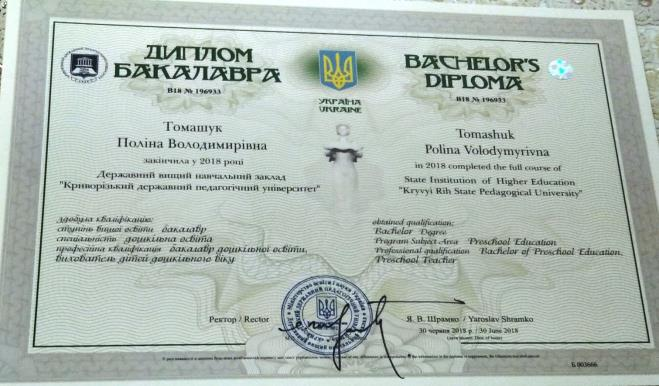 ДИПЛОМ
БАКАЛАВРА
В18 № 196933
УКРАЇНА
UKRAINE
BACHELOR'S
DIPLOMA
B18 № 196933
Томашук
Поліна Володимирівна
закінчила у 2018 році
Державний вищий навчальний заклад
"Криворізький державний педагогічний університет"
Tomashuk
Polina Volodymyrivna
in 2018 completed the full course of
State Institution of Higher Education
"Kryvyi Rih State Pedagogical University"
здобула кваліфікацію:
ступінь вищої освіти бакалавр
спеціальність дошкільна освіта
професійна кваліфікація бакалавр дошкільної освіти,
вихователь дітей дошкільного віку
obtained qualification:
Bachelor Degree
Program Subject Area Preschool Education
Professional qualification Bachelor of Preschool Education,
Preschool Teacher
Ректор / Rector
Я. В. Шрамко / Yaroslav Shramko
30 червня 2018 р. / 30 June 2018
Б 003666